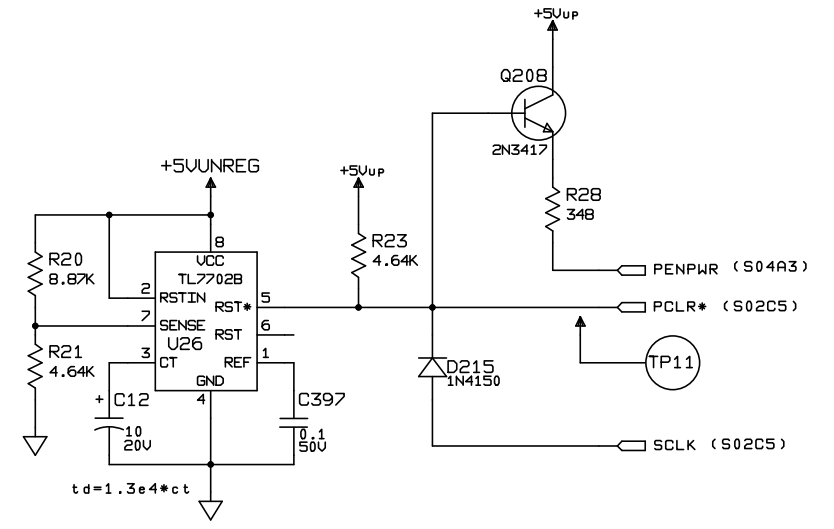 +5VUP
Q208
2N3417
+5VUNREG
+5VUP
R28
348
8
R20
8.87K
VCC
TL7702B
R23
4.64K
PENPWR (S04A3)
2
RSTIN
RST*
5
PCLR* (S02C5)
7
SENSE
U26
RST
6
R21
4.64K
3
CT
REF
1
TP11
GND
D215
1N4150
4
+
C12
10
20V
C397
0.1
50V
SCLK (S02C5)
td=1.3e4*ct